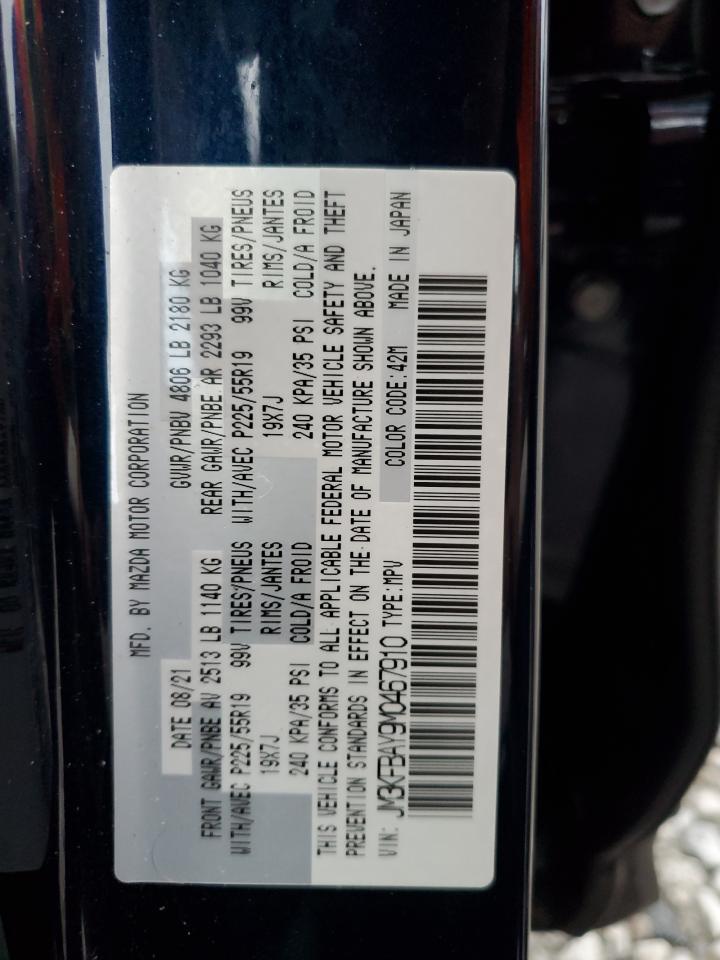 MFD. BY MAZDA MOTOR CORPORATION
DATE 08/21 GVWR/PNBV 4806 LB 2180 KG
FRONT GAWR/PNBE AV 2513 LB 1140 KG REAR GAWR/PNBE AR 2293 LB 1040 KG
WITH/AVEC P225/55R19 99V TIRES/PNEUS WITH/AVEC P225/55R19 99V TIRES/PNEUS
19X7J RIMS/JANTES 19X7J RIMS/JANTES
240 KPA/35 PSI COLD/A FROID 240 KPA/35 PSI COLD/A FROID
THIS VEHICLE CONFORMS TO ALL APPLICABLE FEDERAL MOTOR VEHICLE SAFETY AND THEFT
PREVENTION STANDARDS IN EFFECT ON THE DATE OF MANUFACTURE SHOWN ABOVE.
VIN: JM3KFBAY9M0467910 TYPE:MPV COLOR CODE:42M MADE IN JAPAN